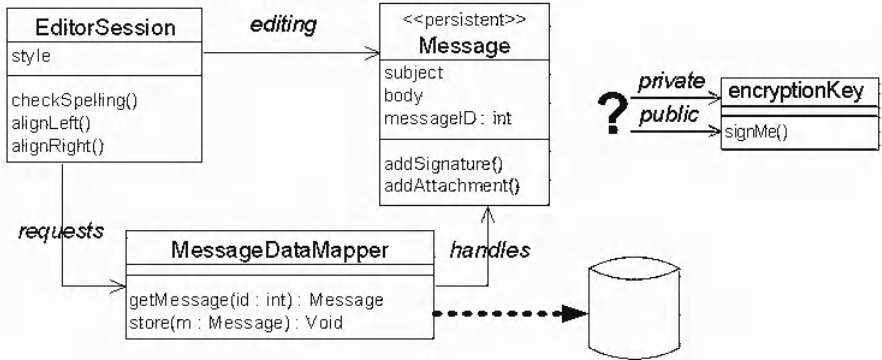 EditorSession
style
checkSpelling()
alignLeft()
alignRight()
editing
<<persistent>>
Message
subject
body
messageID : int
addSignature()
addAttachment()
?
private
public
encryptionKey
signMe()
requests
MessageDataMapper
getMessage(id : int) : Message
store(m : Message) : Void
handles